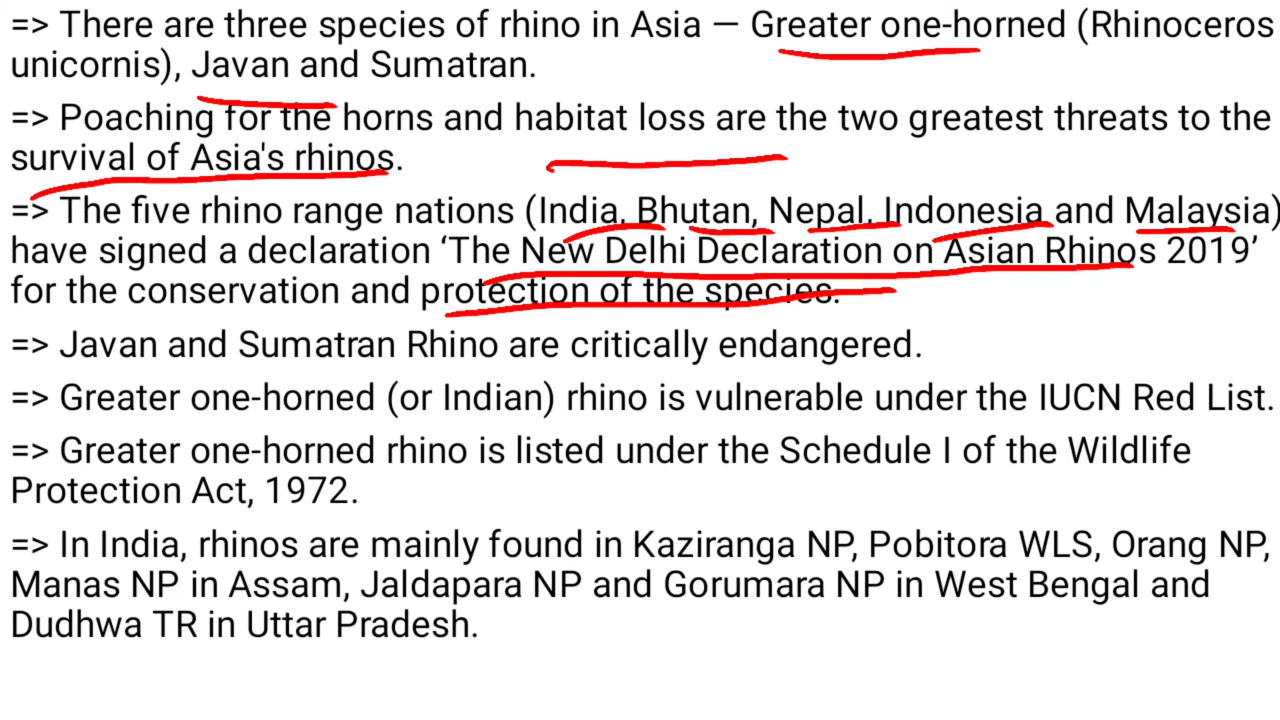 => There are three species of rhino in Asia — Greater one-horned (Rhinoceros
unicornis), Javan and Sumatran.
=> Poaching for the horns and habitat loss are the two greatest threats to the
survival of Asia's rhinos.
=> The five rhino range nations (India, Bhutan, Nepal, Indonesia and Malaysia)
have signed a declaration ‘The New Delhi Declaration on Asian Rhinos 2019’
for the conservation and protection of the species.
=> Javan and Sumatran Rhino are critically endangered.
=> Greater one-horned (or Indian) rhino is vulnerable under the IUCN Red List.
=> Greater one-horned rhino is listed under the Schedule I of the Wildlife
Protection Act, 1972.
=> In India, rhinos are mainly found in Kaziranga NP, Pobitora WLS, Orang NP,
Manas NP in Assam, Jaldapara NP and Gorumara NP in West Bengal and
Dudhwa TR in Uttar Pradesh.